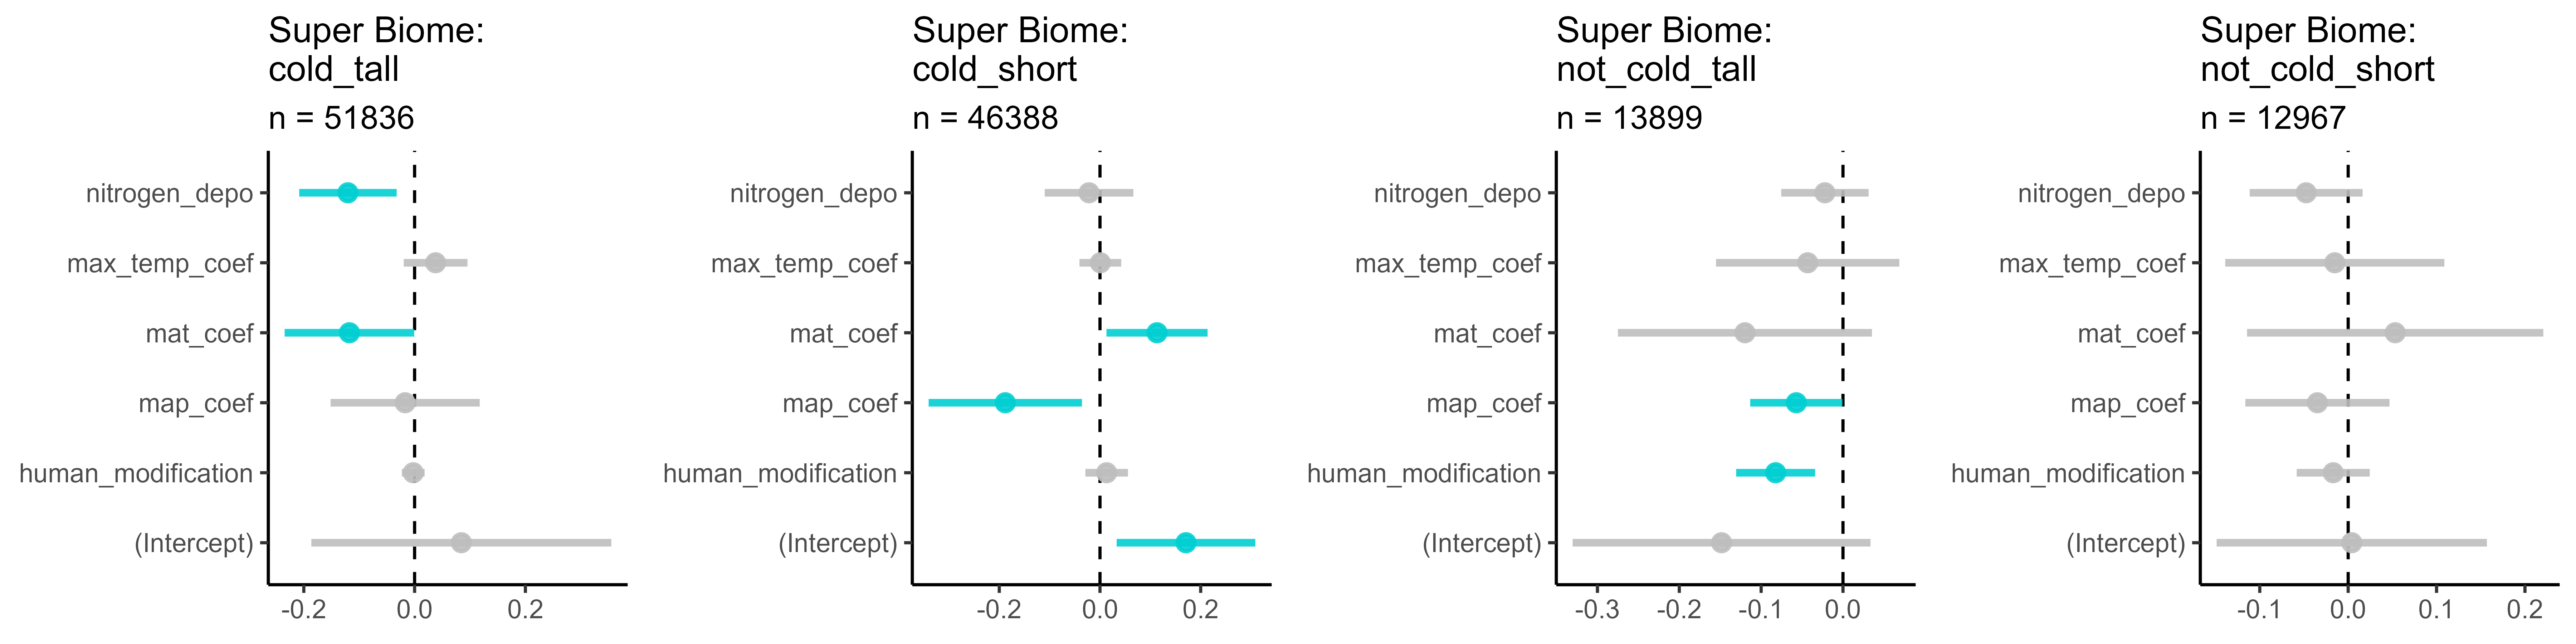 Super Biome:
cold_tall
n = 51836
nitrogen_depo
max_temp_coef
mat_coef
map_coef
human_modification
(Intercept)
-0.2 0.0 0.2
Super Biome:
cold_short
n = 46388
nitrogen_depo
max_temp_coef
mat_coef
map_coef
human_modification
(Intercept)
-0.2 0.0 0.2
Super Biome:
not_cold_tall
n = 13899
nitrogen_depo
max_temp_coef
mat_coef
map_coef
human_modification
(Intercept)
-0.3 -0.2 -0.1 0.0
Super Biome:
not_cold_short
n = 12967
nitrogen_depo
max_temp_coef
mat_coef
map_coef
human_modification
(Intercept)
-0.1 0.0 0.1 0.2